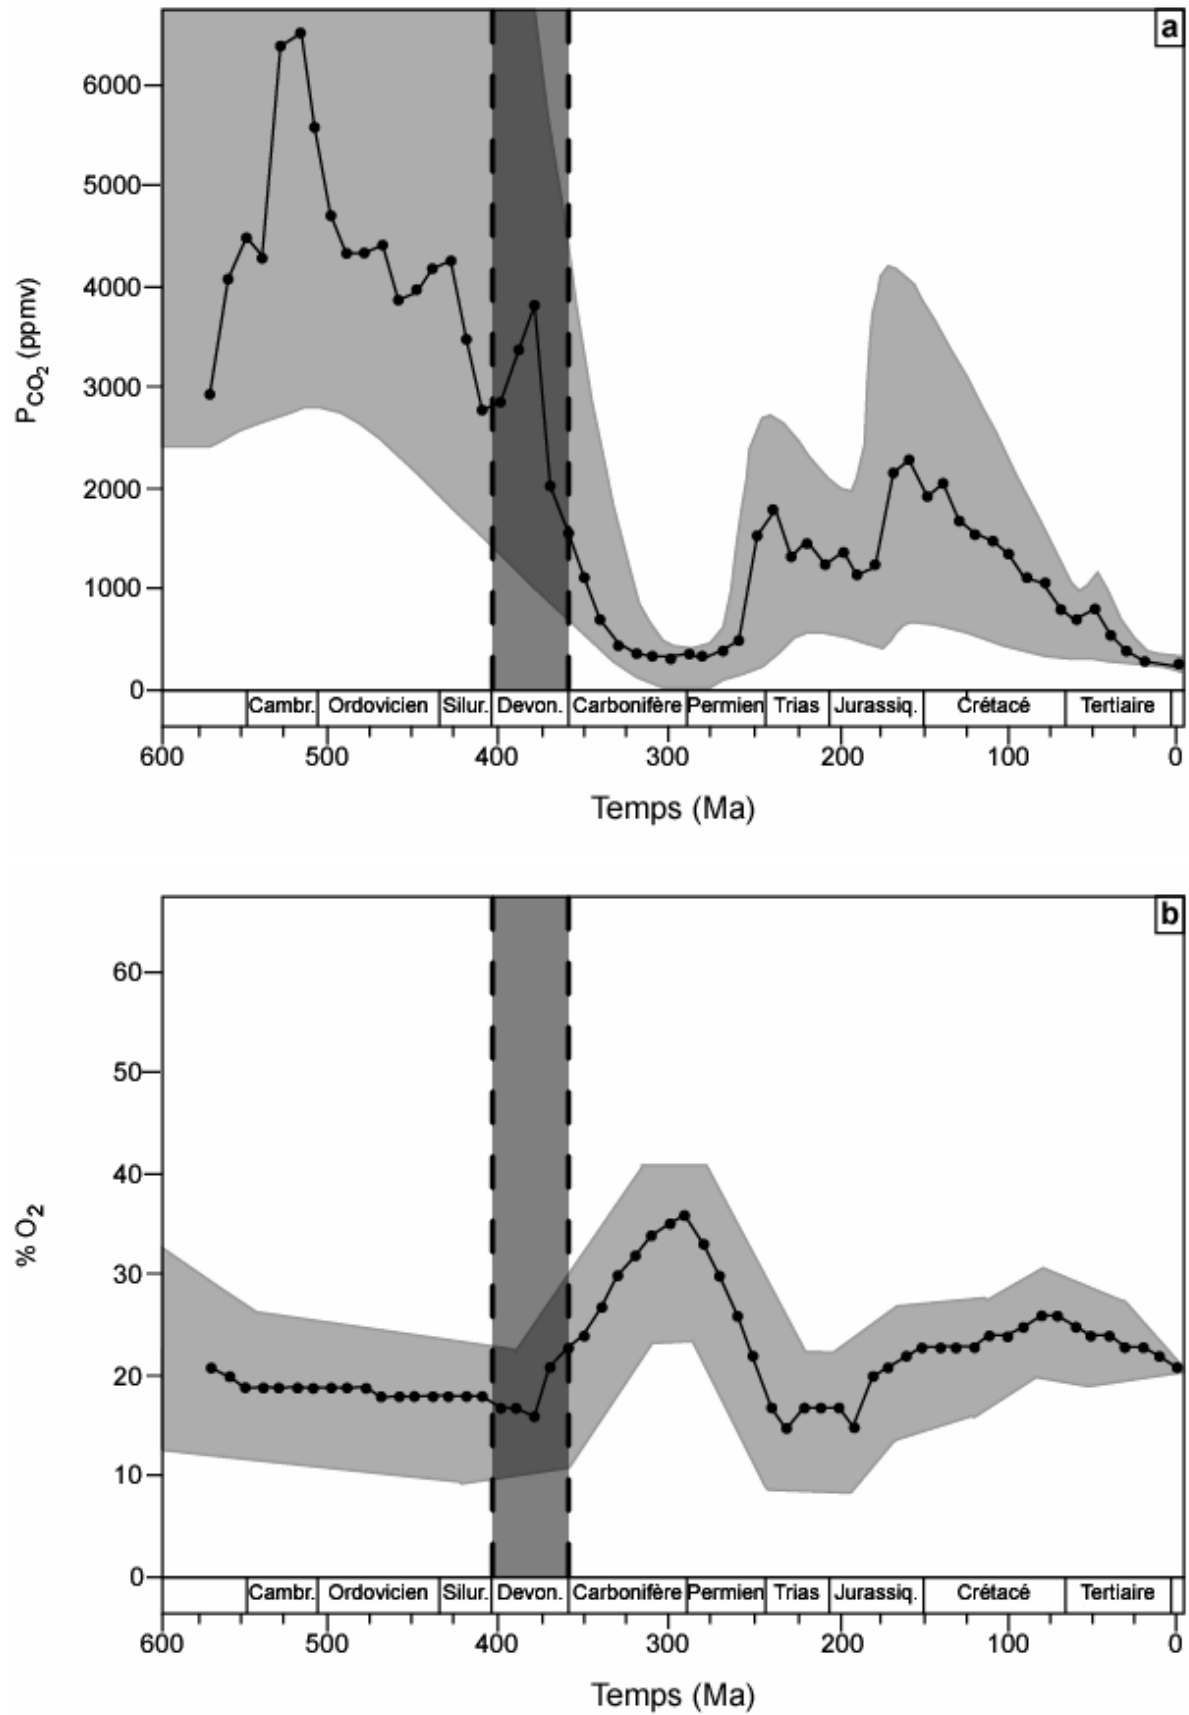 a
6000
5000
4000
3000
2000
1000
0
PCO2 (ppmv)
Cambr. Ordovicien Silur. Devon. Carbonifère Permien Trias Jurassiq. Crétacé Tertiaire
600 500 400 300 200 100 0
Temps (Ma)
b
60
50
40
30
20
10
0
% O2
Cambr. Ordovicien Silur. Devon. Carbonifère Permien Trias Jurassiq. Crétacé Tertiaire
600 500 400 300 200 100 0
Temps (Ma)